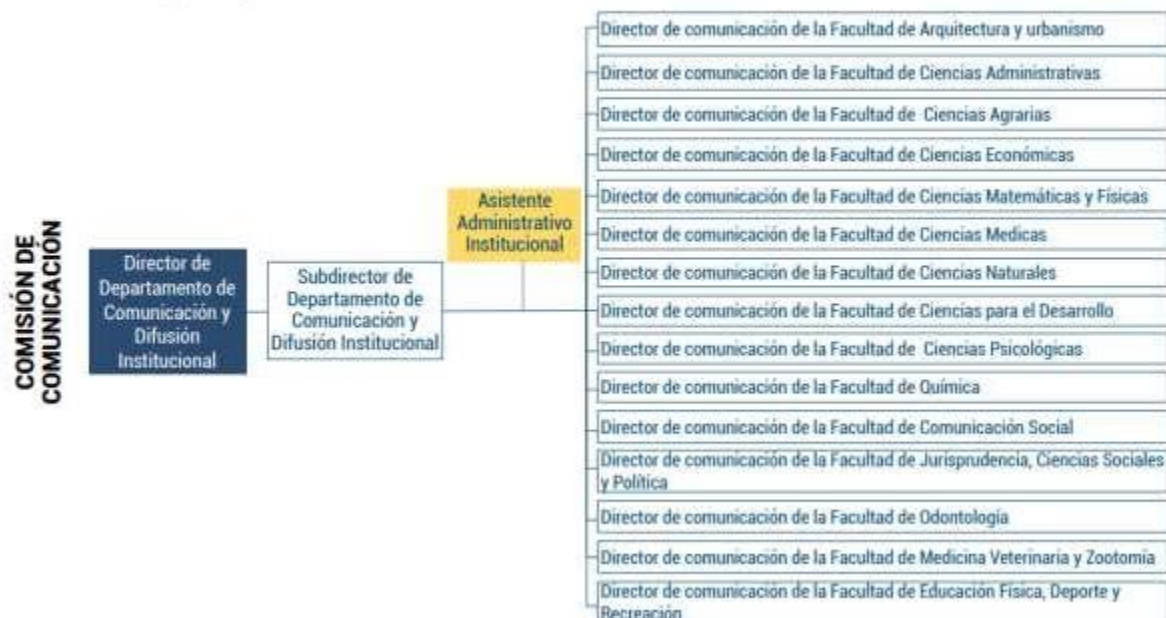 COMISIÓN DE
COMUNICACIÓN
Director de
Departamento de
Comunicación y
Difusión
Institucional
Subdirector de
Departamento de
Comunicación y
Difusión Institucional
Asistente
Administrativo
Institucional
Director de comunicación de la Facultad de Arquitectura y urbanismo
Director de comunicación de la Facultad de Ciencias Administrativas
Director de comunicación de la Facultad de Ciencias Agrarias
Director de comunicación de la Facultad de Ciencias Económicas
Director de comunicación de la Facultad de Ciencias Matemáticas y Físicas
Director de comunicación de la Facultad de Ciencias Medicas
Director de comunicación de la Facultad de Ciencias Naturales
Director de comunicación de la Facultad de Ciencias para el Desarrollo
Director de comunicación de la Facultad de Ciencias Psicológicas
Director de comunicación de la Facultad de Química
Director de comunicación de la Facultad de Comunicación Social
Director de comunicación de la Facultad de Jurisprudencia, Ciencias Sociales
y Política
Director de comunicación de la Facultad de Odontología
Director de comunicación de la Facultad de Medicina Veterinaria y Zootomia
Director de comunicación de la Facultad de Educación Física, Deporte y
Recreación